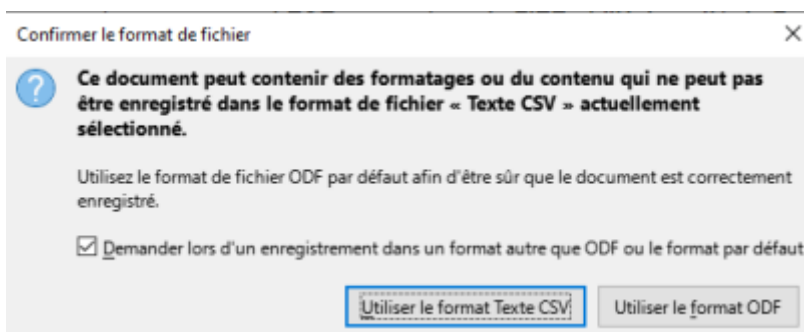 Confirmer le format de fichier
Ce document peut contenir des formatages ou du contenu qui ne peut pas
être enregistré dans le format de fichier « Texte CSV » actuellement
sélectionné.
Utilisez le format de fichier ODF par défaut afin d'être sûr que le document est correctement
enregistré.
Demander lors d'un enregistrement dans un format autre que ODF ou le format par défaut
Utiliser le format Texte CSV
Utiliser le format ODF